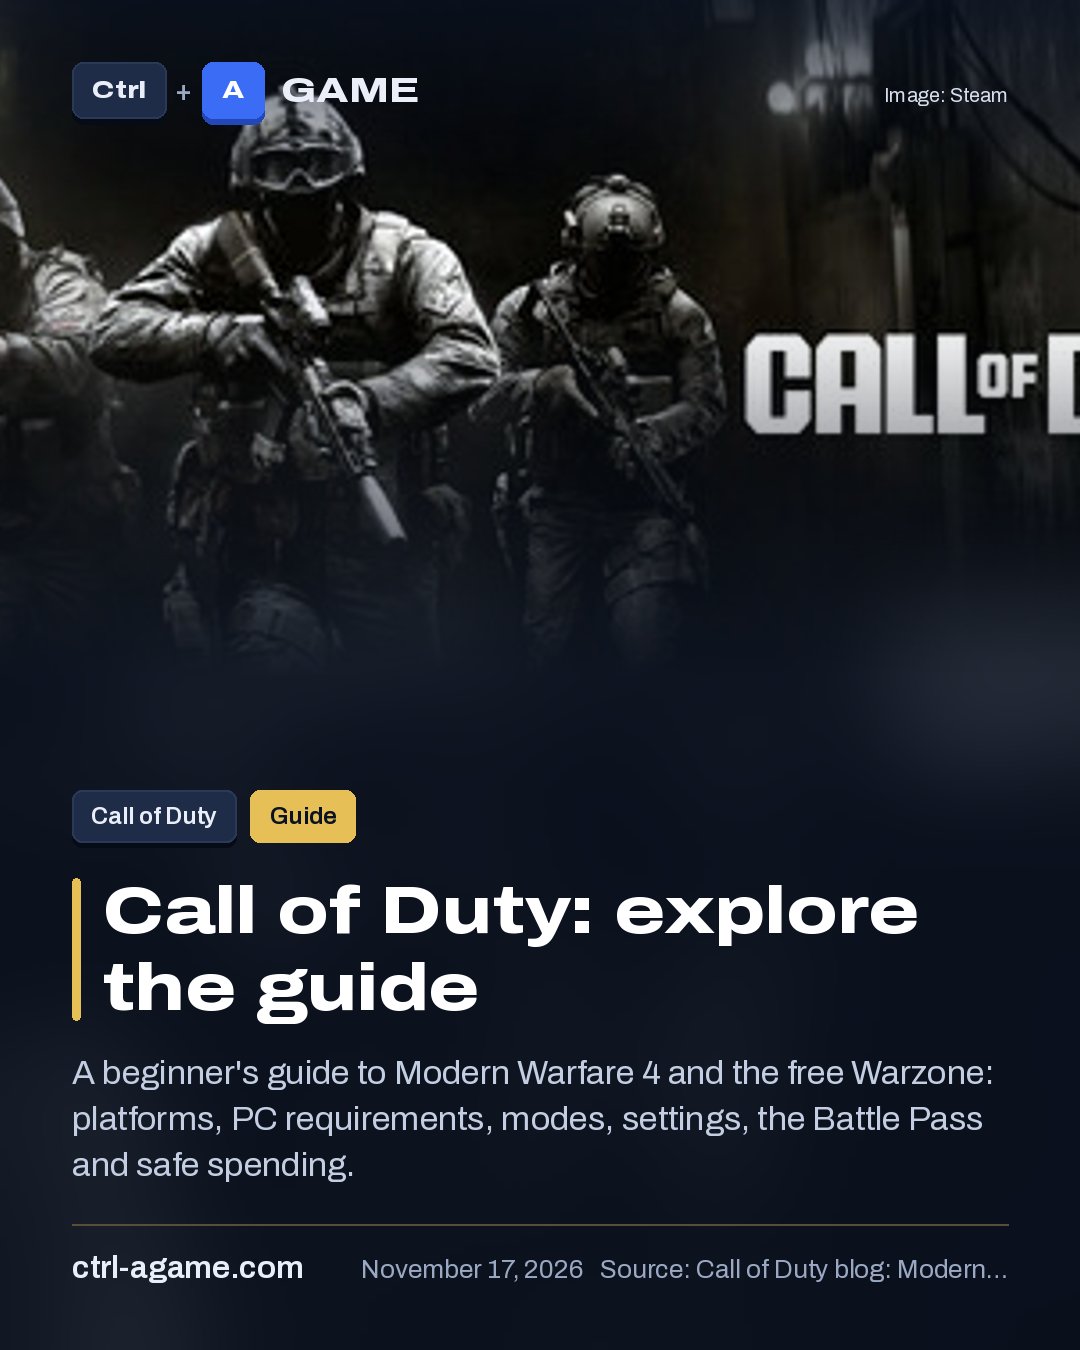 Ctrl + A GAME
Image: Steam
CALL OF D
Call of Duty
Guide
Call of Duty: explore
the guide
A beginner's guide to Modern Warfare 4 and the free Warzone:
platforms, PC requirements, modes, settings, the Battle Pass
and safe spending.
ctrl-agame.com
November 17, 2026 Source: Call of Duty blog: Modern...